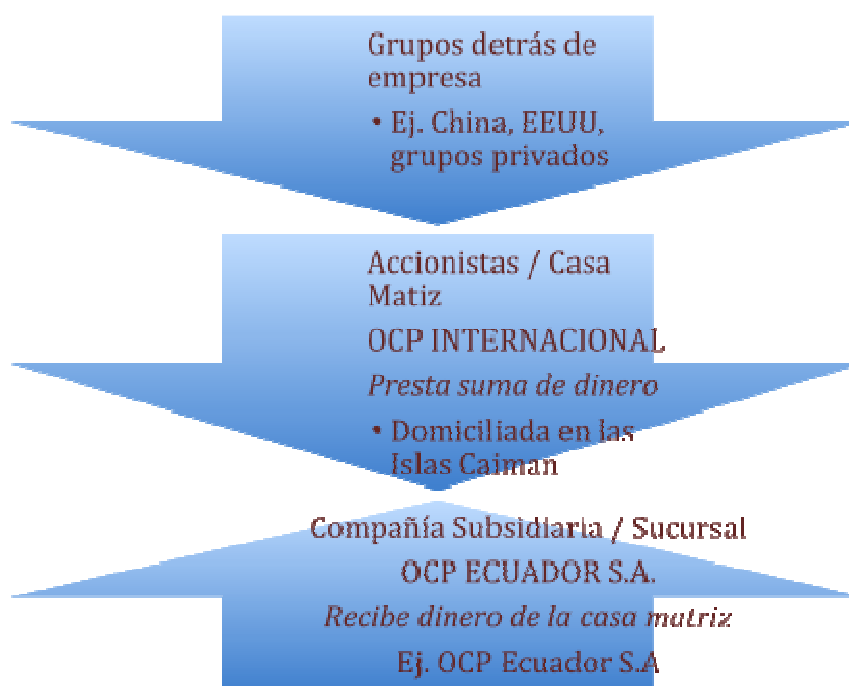 Grupos detrás de
empresa
• Ej. China, EEUU,
grupos privados
Accionistas / Casa
Matiz
OCP INTERNACIONAL
Presta suma de dinero
• Domiciliada en las
Islas Caiman
Compañía Subsidiaria / Sucursal
OCP ECUADOR S.A.
Recibe dinero de la casa matriz
Ej. OCP Ecuador S.A